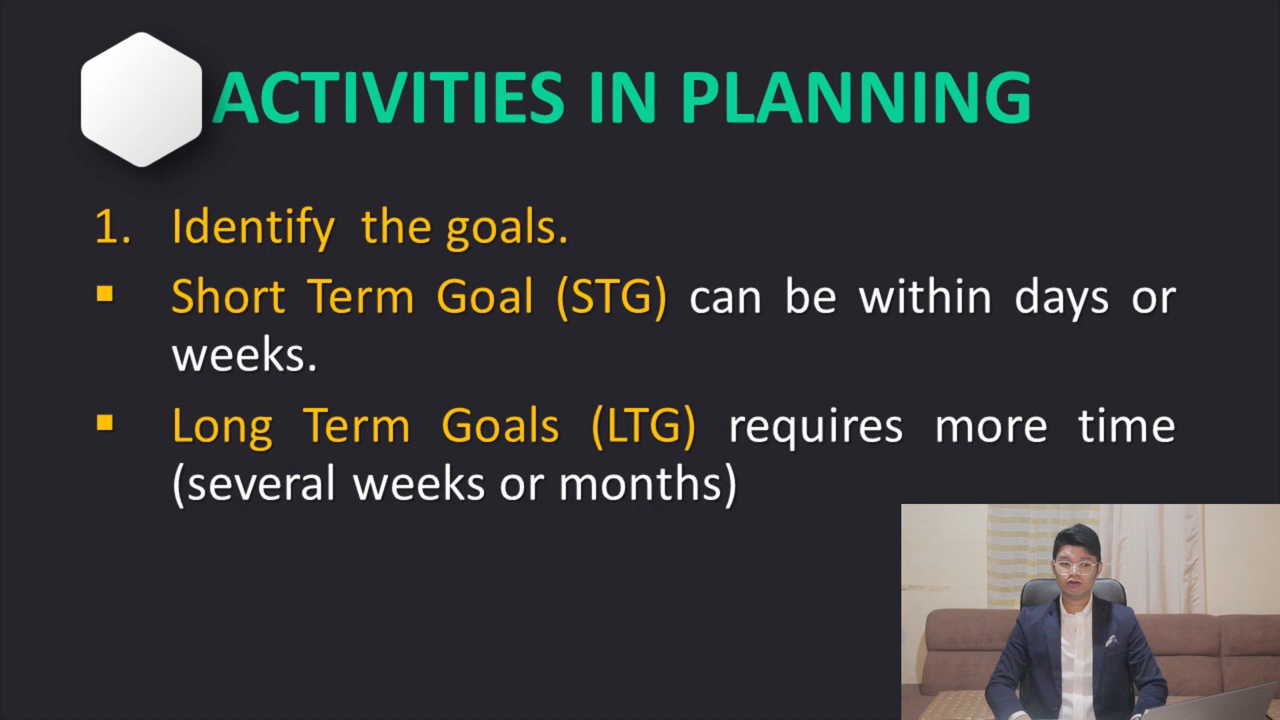 ACTIVITIES IN PLANNING
1. Identify the goals.
▪ Short Term Goal (STG) can be within days or
weeks.
▪ Long Term Goals (LTG) requires more time
(several weeks or months)